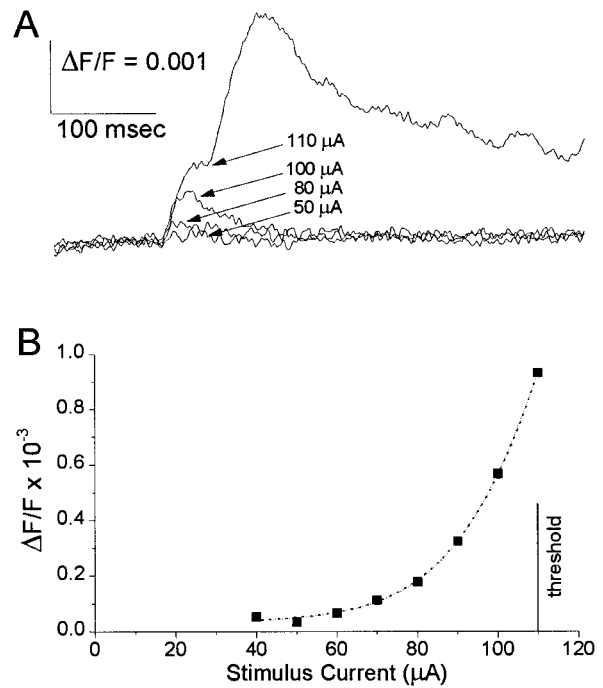 A
ΔF/F = 0.001
100 msec
110 μA
100 μA
80 μA
50 μA
B
1.0
0.8
0.6
0.4
0.2
0.0
ΔF/F x 10⁻³
threshold
0 20 40 60 80 100 120
Stimulus Current (μA)